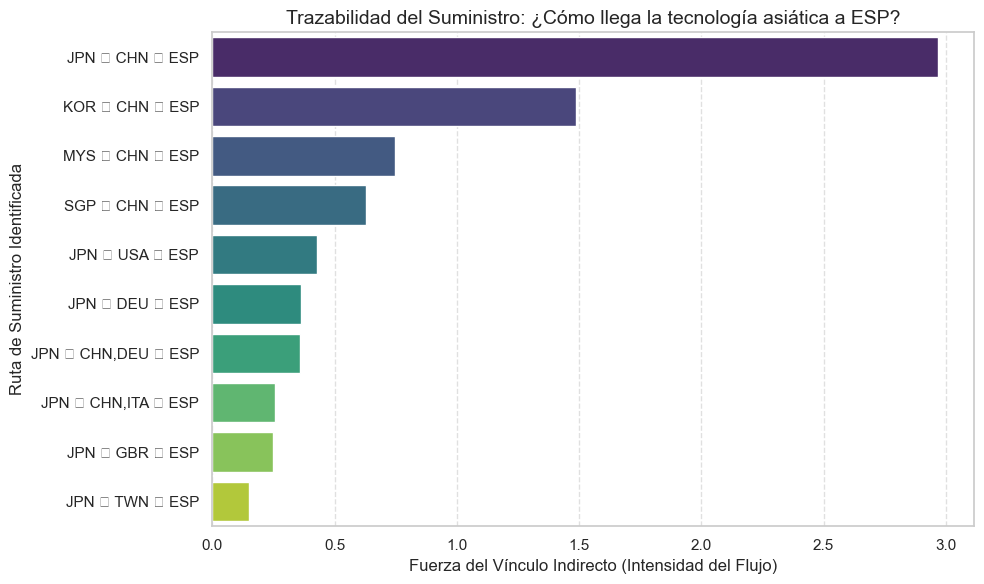 Trazabilidad del Suministro: ¿Cómo llega la tecnología asiática a ESP?
Ruta de Suministro Identificada
JPN □ CHN □ ESP
KOR □ CHN □ ESP
MYS □ CHN □ ESP
SGP □ CHN □ ESP
JPN □ USA □ ESP
JPN □ DEU □ ESP
JPN □ CHN,DEU □ ESP
JPN □ CHN,ITA □ ESP
JPN □ GBR □ ESP
JPN □ TWN □ ESP
0.0 0.5 1.0 1.5 2.0 2.5 3.0
Fuerza del Vínculo Indirecto (Intensidad del Flujo)